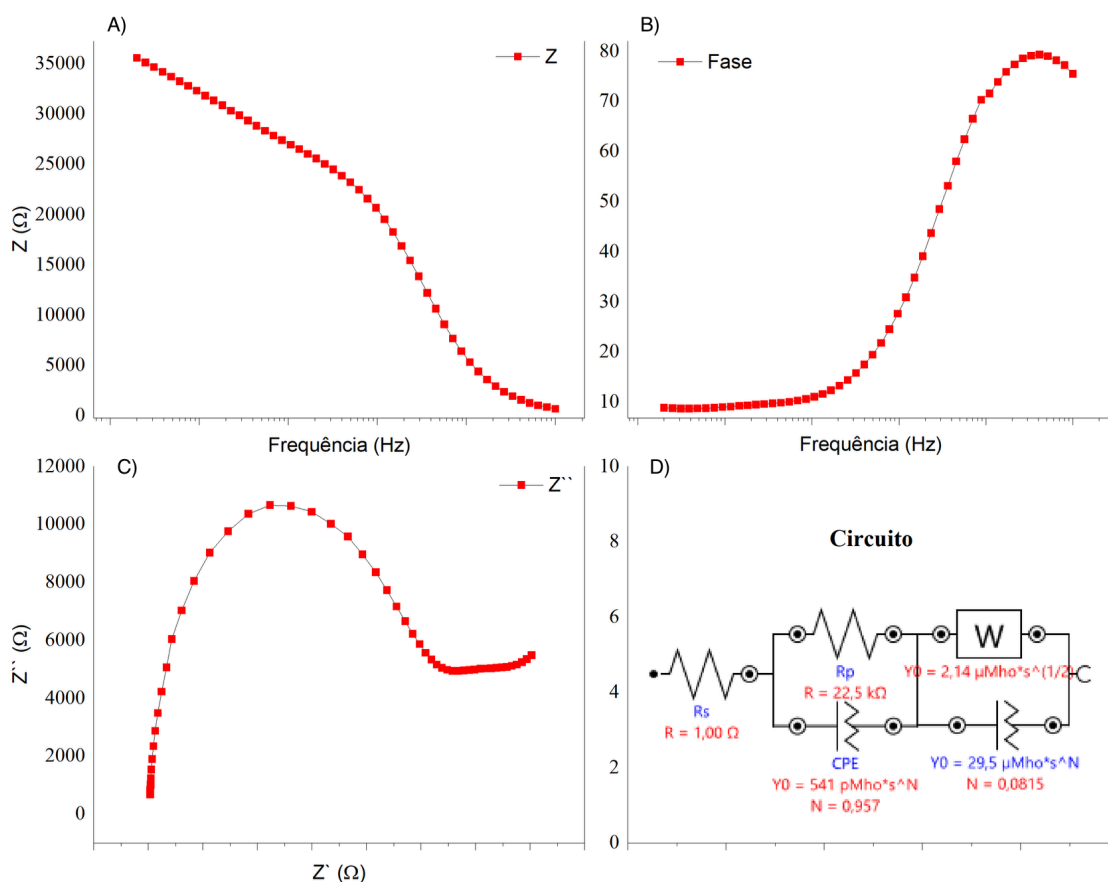 A)
Z
35000
30000
25000
20000
15000
10000
5000
0
Z (Ω)
Frequência (Hz)
B)
Fase
80
70
60
50
40
30
20
10
Frequência (Hz)
C)
Z``
12000
10000
8000
6000
4000
2000
0
Z`` (Ω)
Z` (Ω)
D)
10
8
6
4
2
0
Circuito
W
Rp
Y0 = 2,14 µMho*s^(1/2)
R = 22,5 kΩ
Rs
R = 1,00 Ω
CPE
Y0 = 29,5 µMho*s^N
Y0 = 541 pMho*s^N
N = 0,0815
N = 0,957